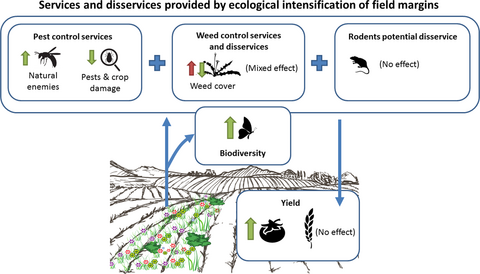 Services and disservices provided by ecological intensification of field margins
Pest control services
Natural
enemies
Pests & crop
damage
Weed control services
and disservices
(Mixed effect)
Weed cover
Rodents potential disservice
(No effect)
Biodiversity
Yield
(No effect)